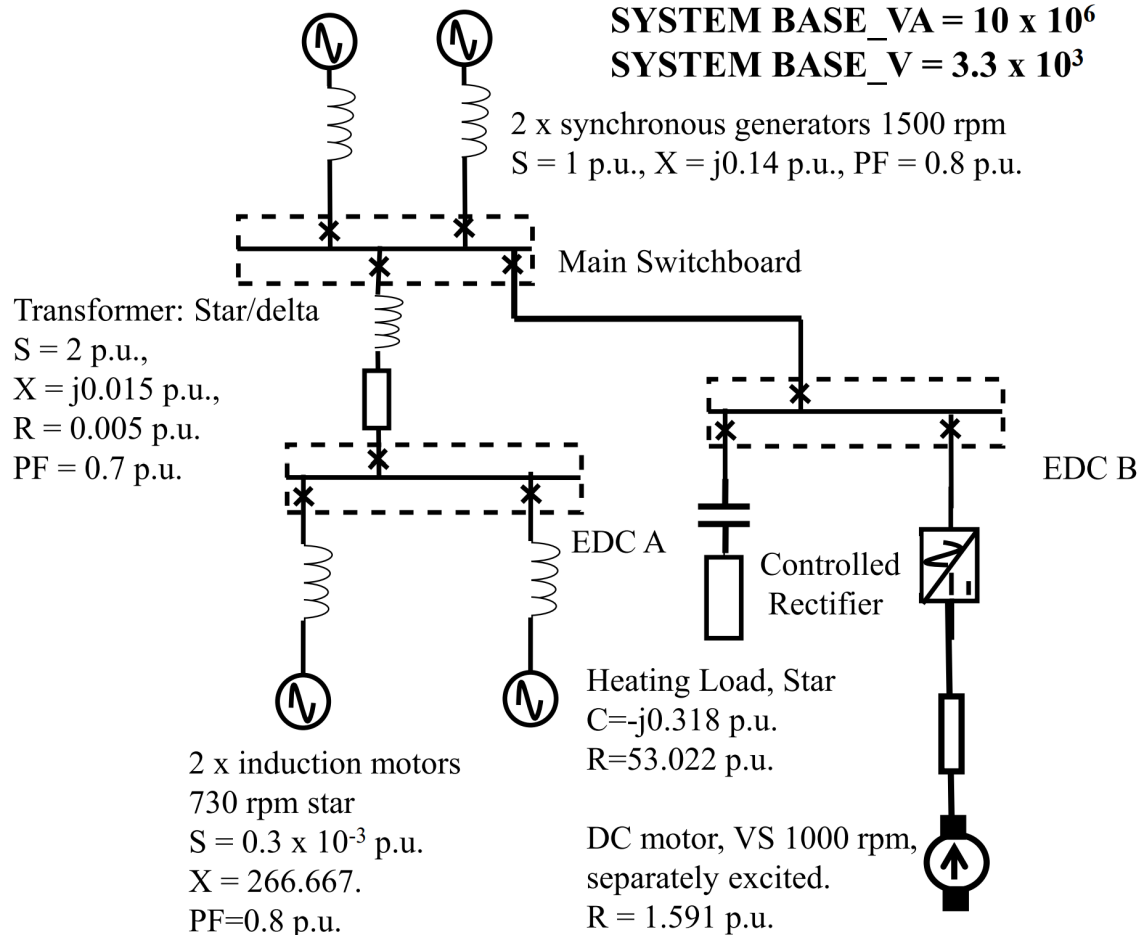 SYSTEM BASE_VA = 10 x 10⁶
SYSTEM BASE_V = 3.3 x 10³
2 x synchronous generators 1500 rpm
S = 1 p.u., X = j0.14 p.u., PF = 0.8 p.u.
Main Switchboard
Transformer: Star/delta
S = 2 p.u.,
X = j0.015 p.u.,
R = 0.005 p.u.
PF = 0.7 p.u.
EDC B
EDC A
Controlled
Rectifier
Heating Load, Star
C=-j0.318 p.u.
R=53.022 p.u.
2 x induction motors
730 rpm star
S = 0.3 x 10⁻³ p.u.
X = 266.667.
PF=0.8 p.u.
DC motor, VS 1000 rpm,
separately excited.
R = 1.591 p.u.